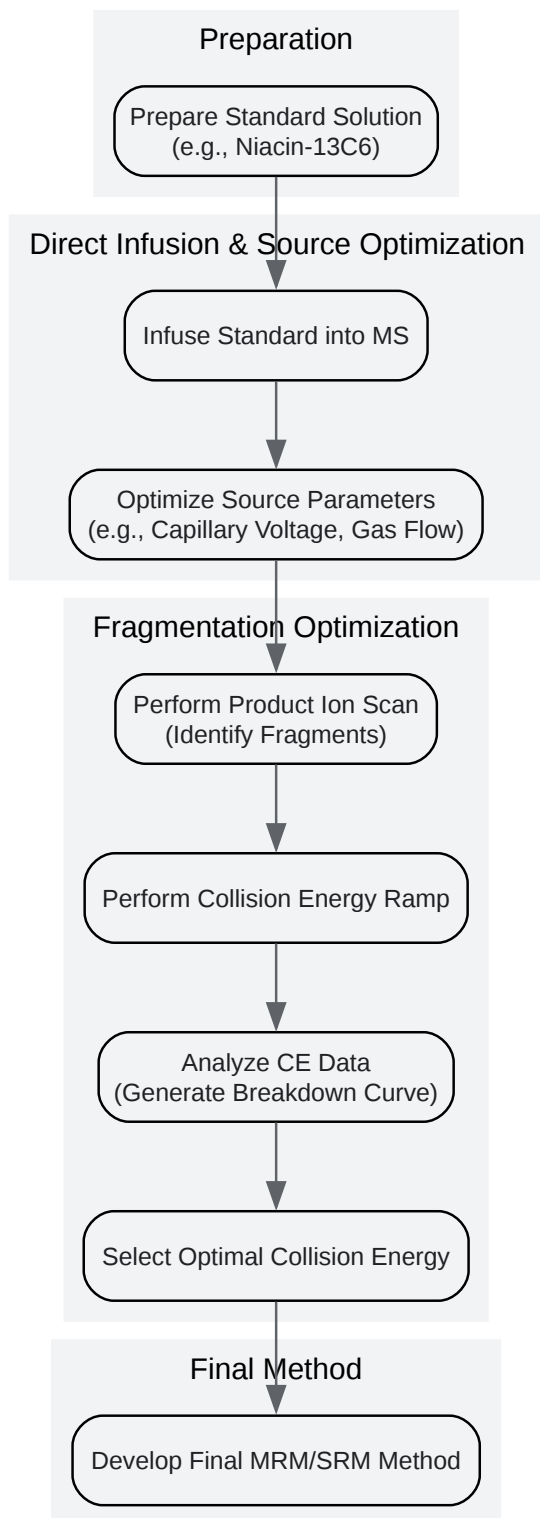 Preparation
Prepare Standard Solution
(e.g., Niacin-13C6)
Direct Infusion & Source Optimization
Infuse Standard into MS
Optimize Source Parameters
(e.g., Capillary Voltage, Gas Flow)
Fragmentation Optimization
Perform Product Ion Scan
(Identify Fragments)
Perform Collision Energy Ramp
Analyze CE Data
(Generate Breakdown Curve)
Select Optimal Collision Energy
Final Method
Develop Final MRM/SRM Method